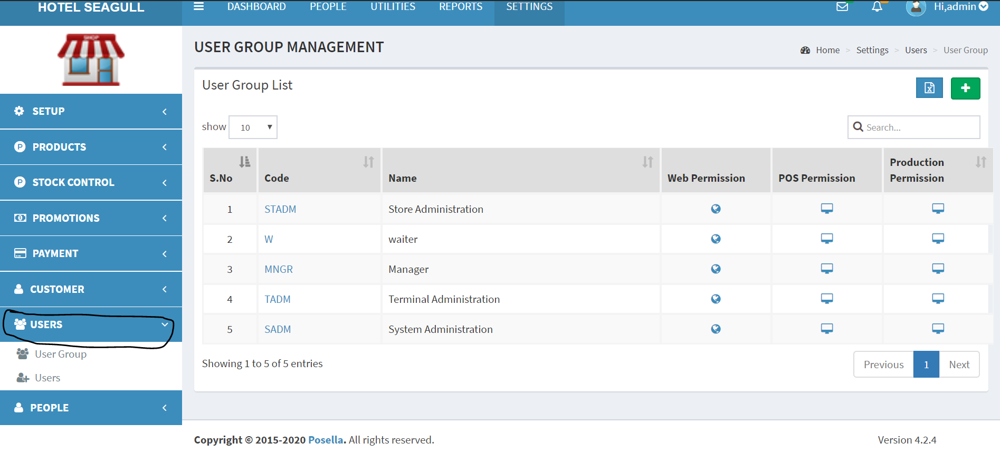 HOTEL SEAGULL
DASHBOARD PEOPLE UTILITIES REPORTS SETTINGS
Hi,admin
SHOP
SETUP
PRODUCTS
STOCK CONTROL
PROMOTIONS
PAYMENT
CUSTOMER
USERS
User Group
Users
PEOPLE
USER GROUP MANAGEMENT
Home > Settings > Users > User Group
User Group List
show 10
Search...
S.No Code Name Web Permission POS Permission Production Permission
1 STADM Store Administration
2 W waiter
3 MNGR Manager
4 TADM Terminal Administration
5 SADM System Administration
Showing 1 to 5 of 5 entries
Previous 1 Next
Copyright © 2015-2020 Posella. All rights reserved.
Version 4.2.4